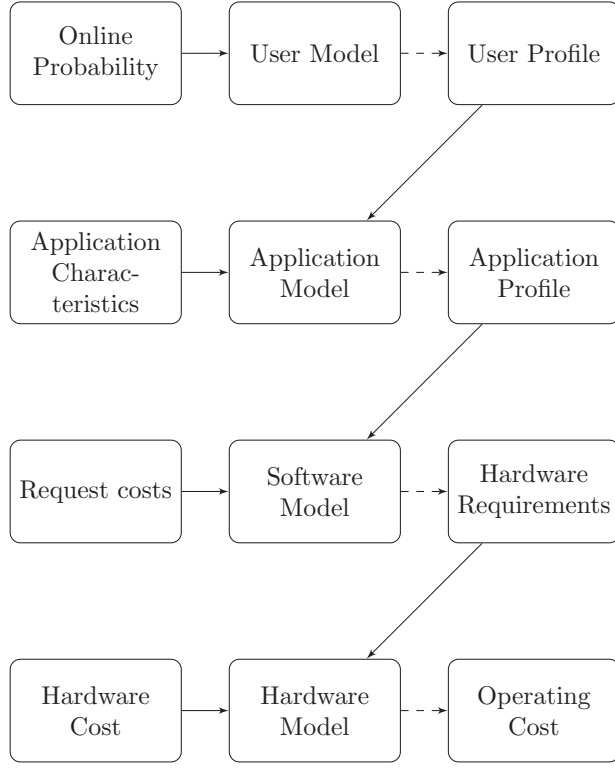 Online
Probability
User Model
User Profile
Application
Charac-
teristics
Application
Model
Application
Profile
Request costs
Software
Model
Hardware
Requirements
Hardware
Cost
Hardware
Model
Operating
Cost